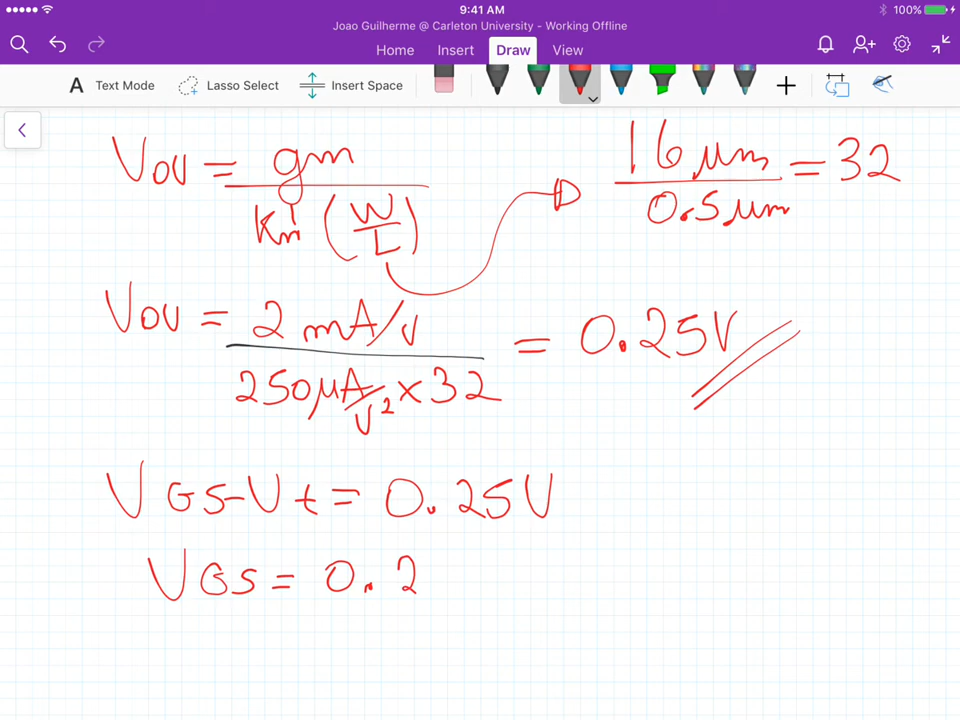 9:41 AM
100%
Joao Guilherme @ Carleton University - Working Offline
Home Insert Draw View
Text Mode Lasso Select Insert Space
VOV = gm / kn' (W/L)
16 μm / 0.5 μm = 32
VOV = 2 mA/V / 250 μA/V² x 32 = 0.25V
VGS-Vt = 0.25V
VGS = 0.2